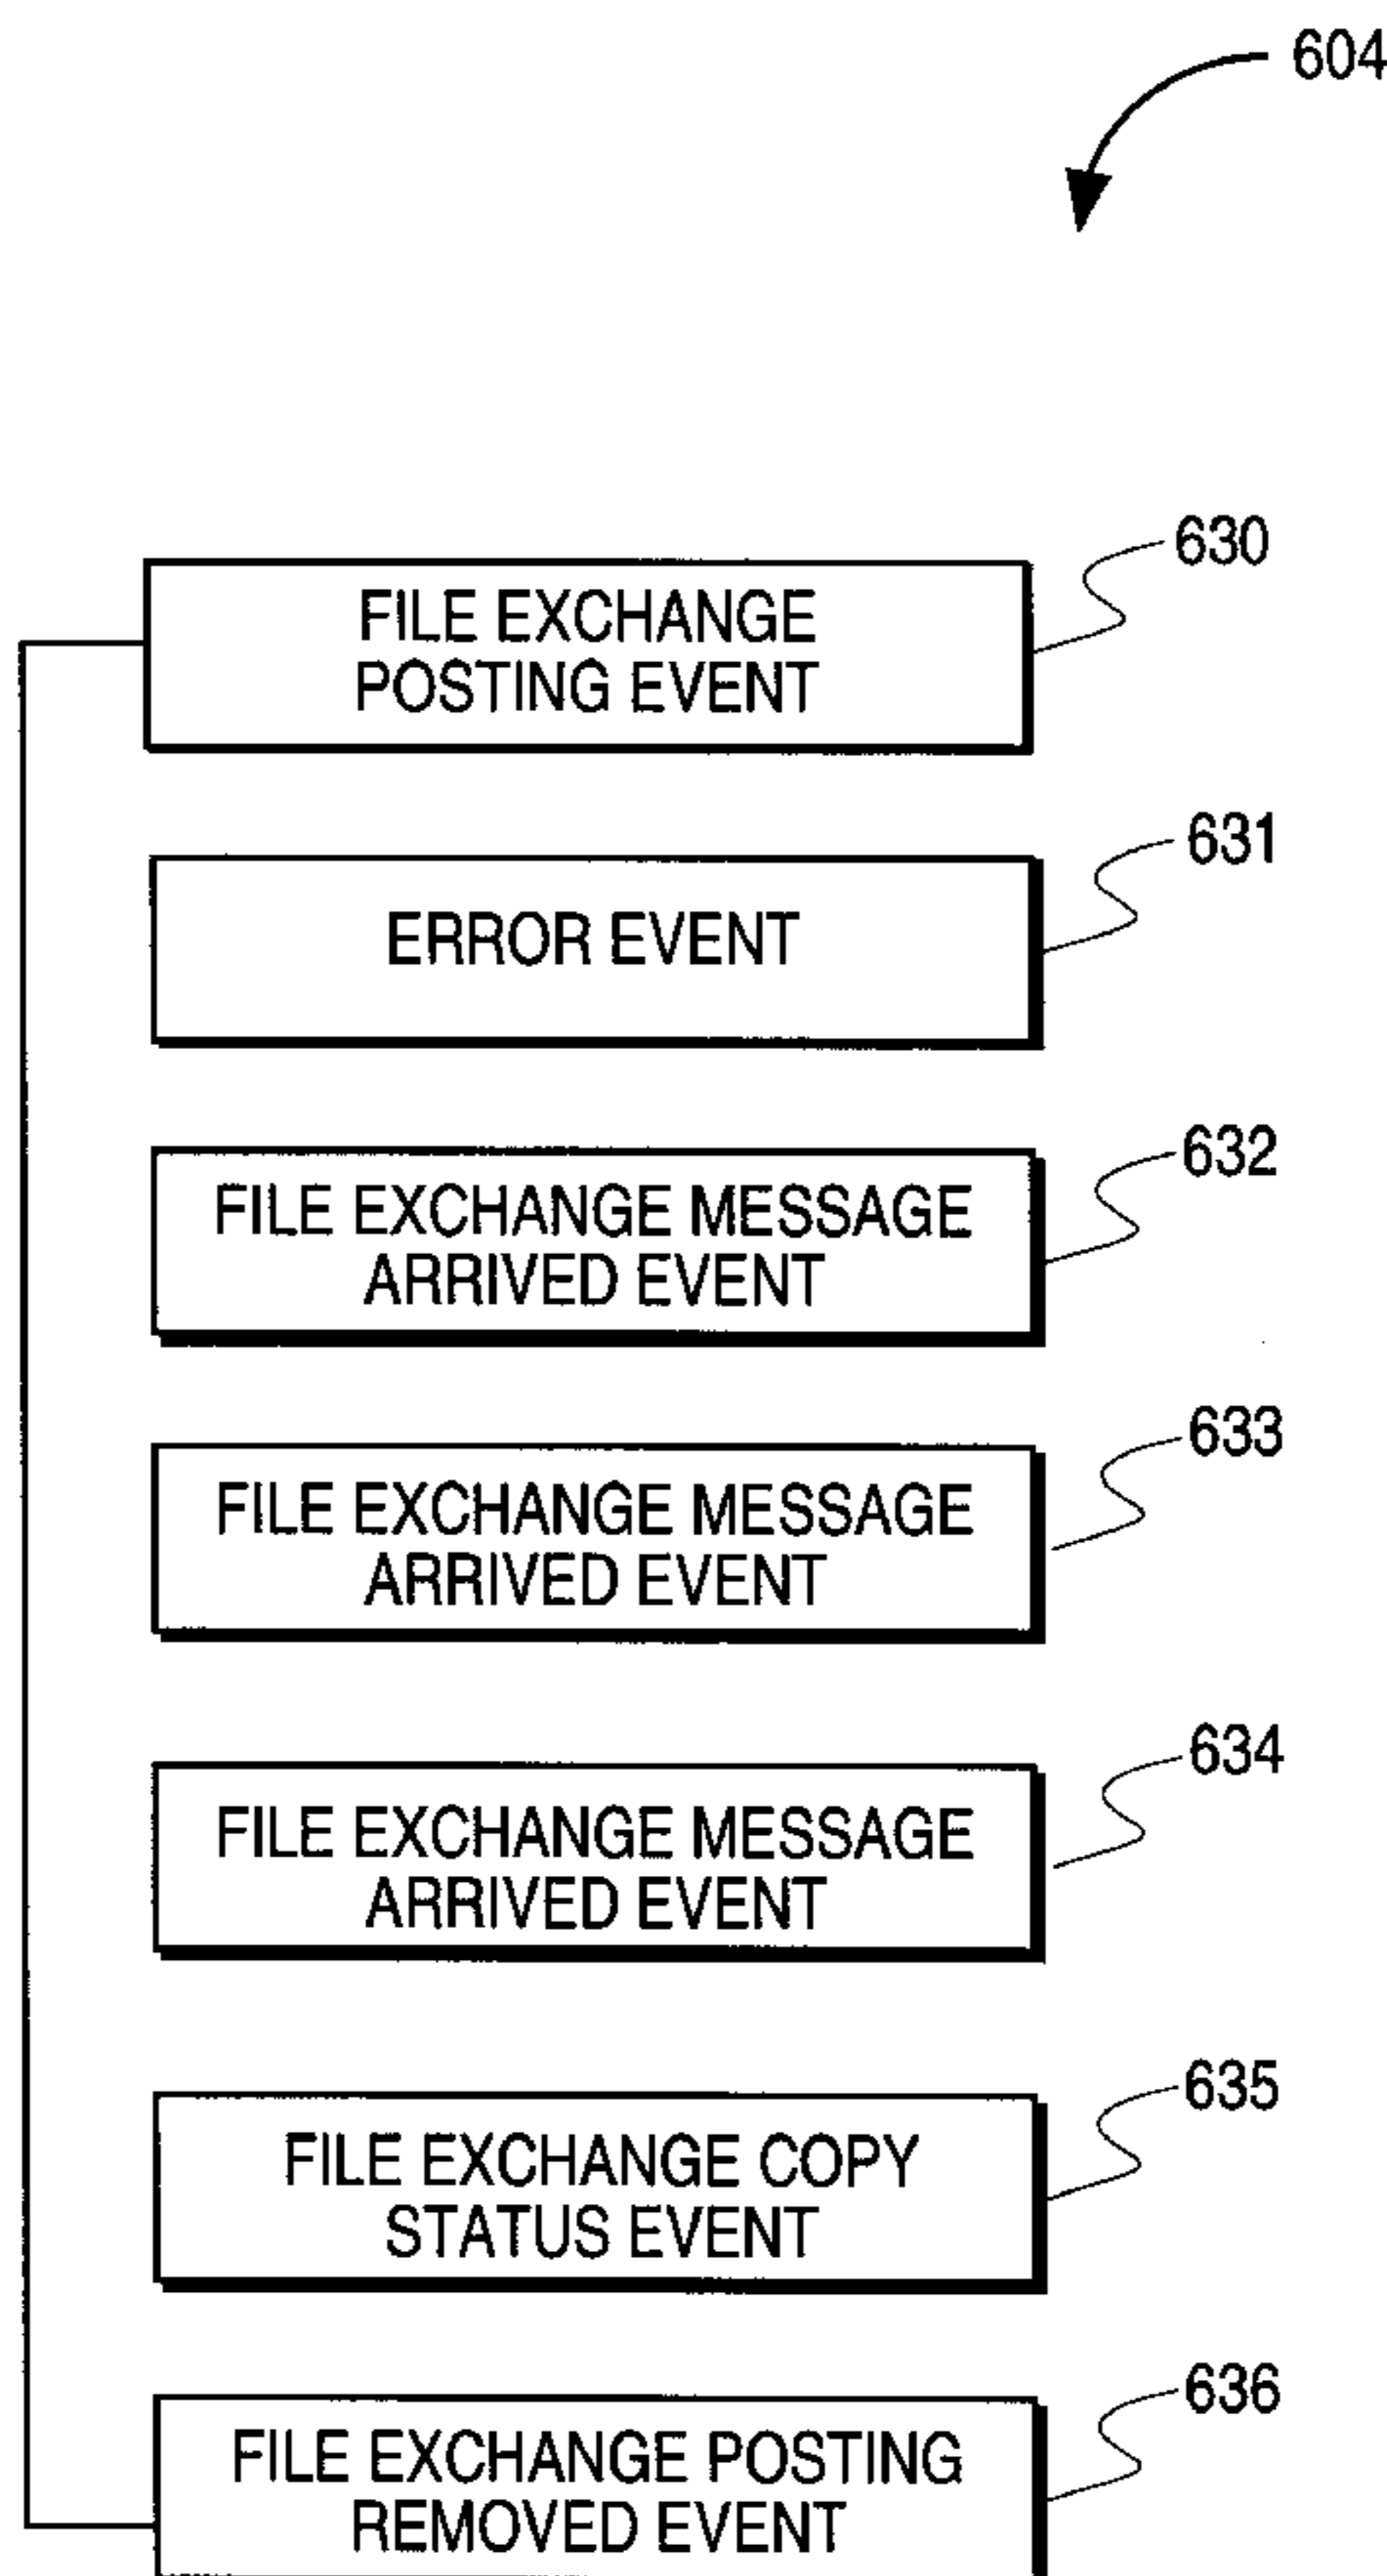 604
630
FILE EXCHANGE
POSTING EVENT
631
ERROR EVENT
632
FILE EXCHANGE MESSAGE
ARRIVED EVENT
633
FILE EXCHANGE MESSAGE
ARRIVED EVENT
634
FILE EXCHANGE MESSAGE
ARRIVED EVENT
635
FILE EXCHANGE COPY
STATUS EVENT
636
FILE EXCHANGE POSTING
REMOVED EVENT